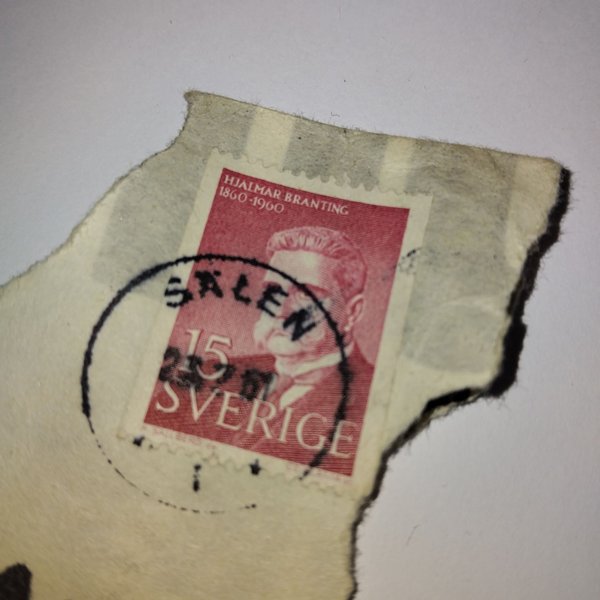 HJALMAR BRANTING
1860-1960
SÄLEN
15
SVERIGE